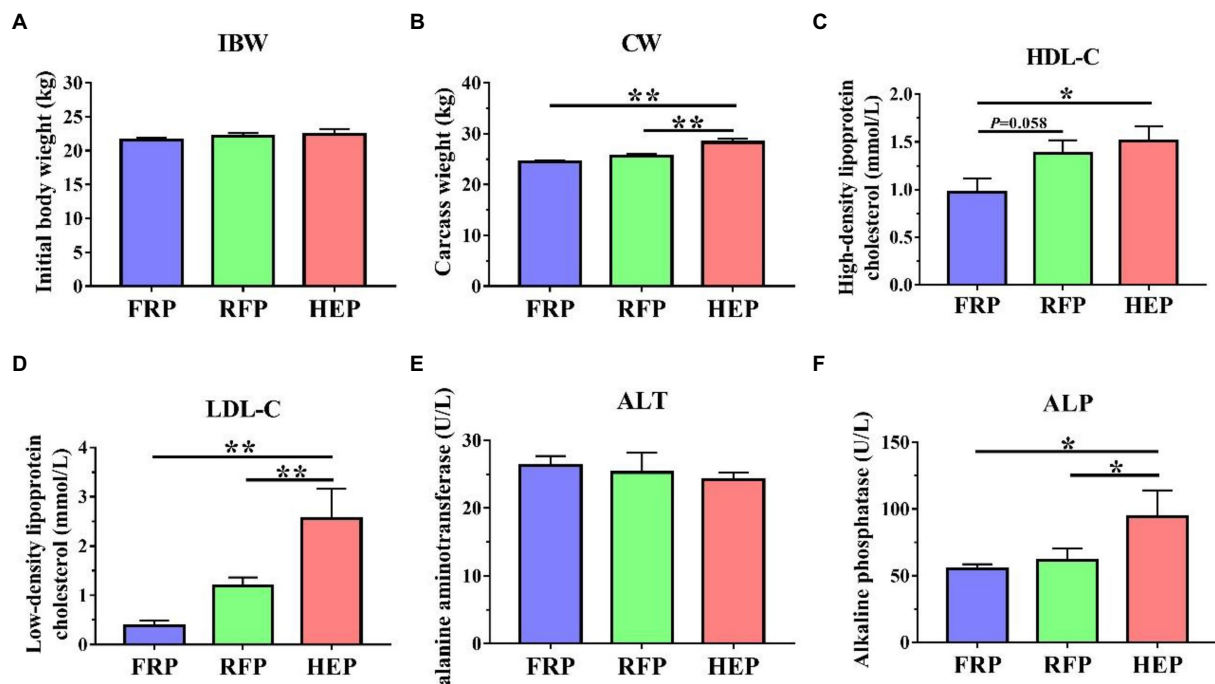 A
IBW
Initial body wieght (kg)
30
25
20
15
10
5
0
FRP RFP HEP
B
CW
Carcass wieght (kg)
40
30
20
10
0
**
**
FRP RFP HEP
C
HDL-C
High-density lipoprotein
cholesterol (mmol/L)
2.0
1.5
1.0
0.5
0.0
*
P=0.058
FRP RFP HEP
D
LDL-C
Low-density lipoprotein
cholesterol (mmol/L)
4
3
2
1
0
**
**
FRP RFP HEP
E
ALT
alanine aminotransferase (U/L)
30
20
10
0
FRP RFP HEP
F
ALP
Alkaline phosphatase (U/L)
150
100
50
0
*
*
FRP RFP HEP